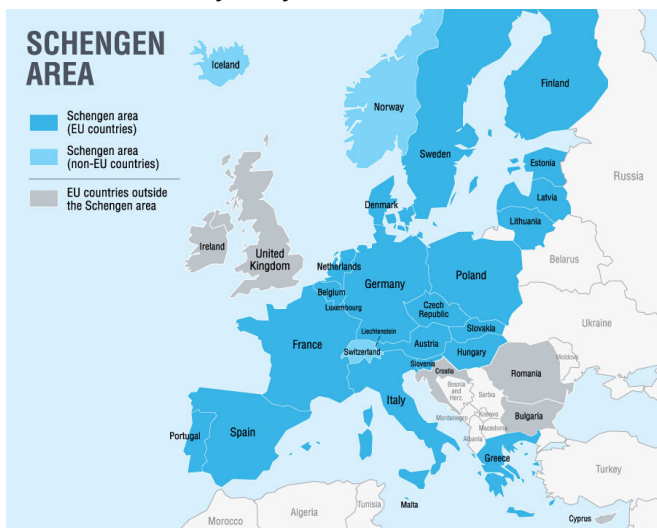 SCHENGEN
AREA
Schengen area
(EU countries)
Schengen area
(non-EU countries)
EU countries outside
the Schengen area
Iceland
Norway
Finland
Sweden
Estonia
Russia
Latvia
Denmark
Lithuania
Ireland
United
Kingdom
Belarus
Netherlands
Germany
Poland
Belgium
Luxembourg
Czech
Republic
Ukraine
Liechtenstein
Slovakia
France
Switzerland
Austria
Hungary
Moldova
Slovenia
Croatia
Romania
Italy
Bosnia
and
Herz.
Serbia
Montenegro
Kosovo
Bulgaria
Macedonia
Albania
Portugal
Spain
Greece
Turkey
Malta
Cyprus
Morocco
Algeria
Tunisia